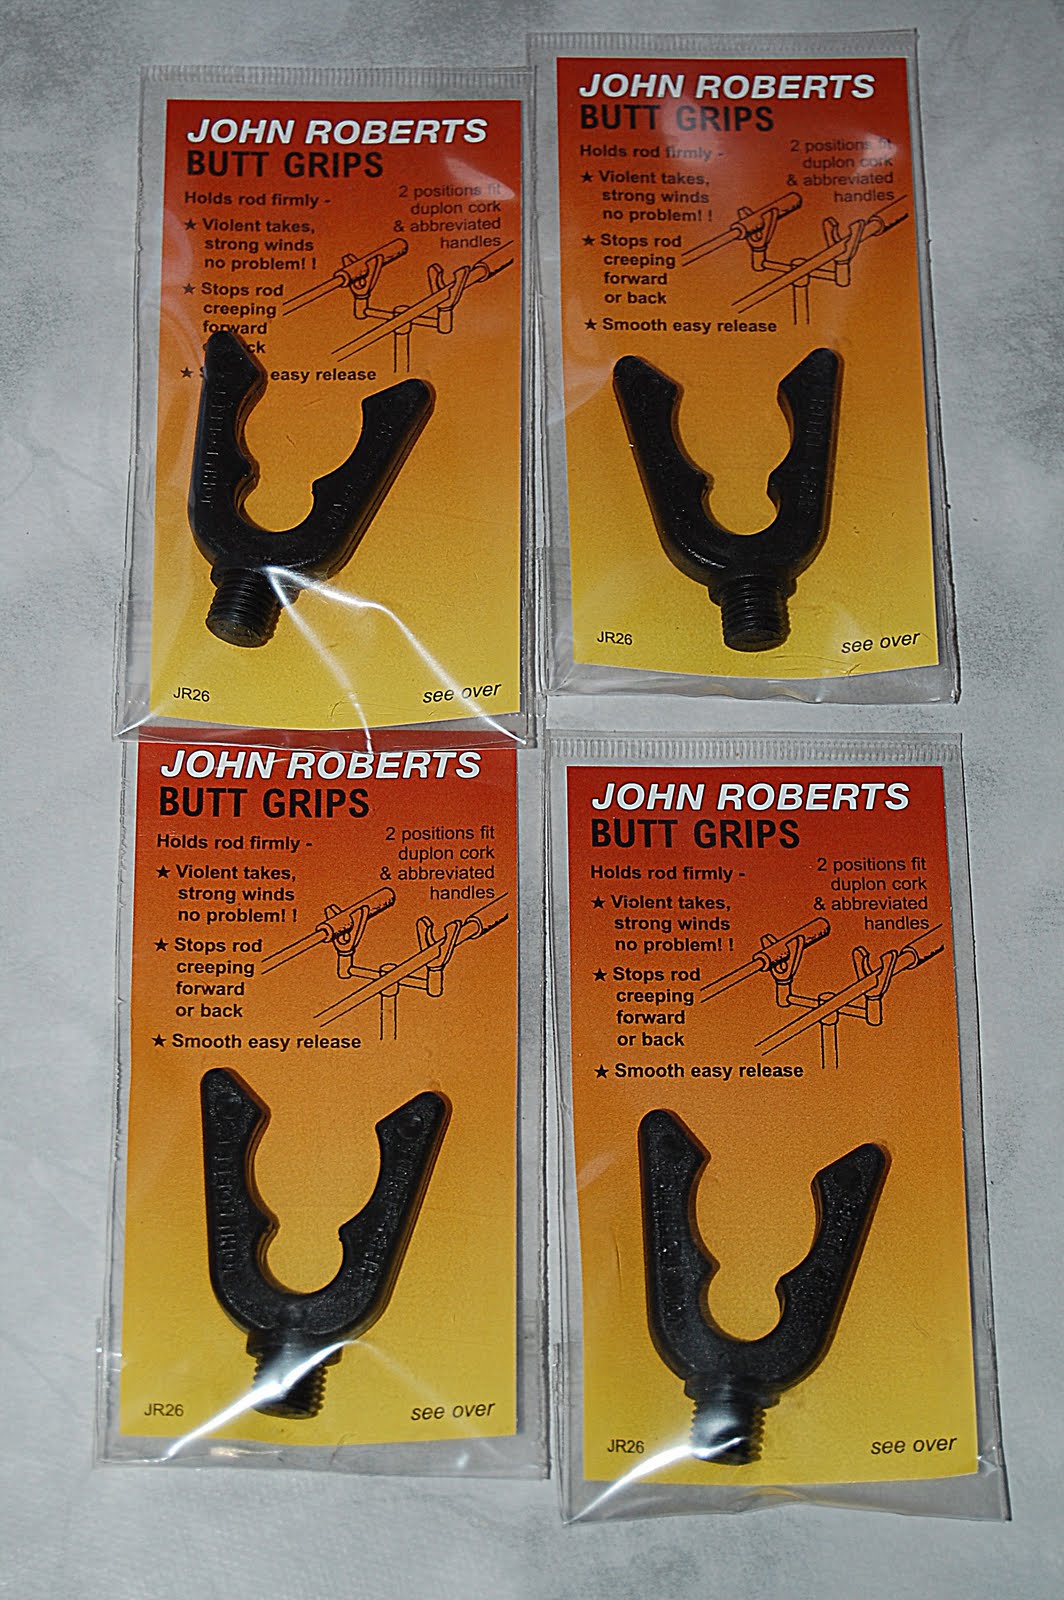 JOHN ROBERTS
BUTT GRIPS
Holds rod firmly -
2 positions fit
duplon cork
& abbreviated
handles
★ Violent takes,
strong winds
no problem! !
★ Stops rod
creeping
forward
★ easy release
JR26
see over
JOHN ROBERTS
BUTT GRIPS
Holds rod firmly -
2 positions fit
duplon cork
& abbreviated
handles
★ Violent takes,
strong winds
no problem! !
★ Stops rod
creeping
forward
or back
★ Smooth easy release
JR26
see over
JOHN ROBERTS
BUTT GRIPS
Holds rod firmly -
2 positions fit
duplon cork
& abbreviated
handles
★ Violent takes,
strong winds
no problem! !
★ Stops rod
creeping
forward
or back
★ Smooth easy release
JR26
see over
JOHN ROBERTS
BUTT GRIPS
Holds rod firmly -
2 positions fit
duplon cork
& abbreviated
handles
★ Violent takes,
strong winds
no problem! !
★ Stops rod
creeping
forward
or back
★ Smooth easy release
JR26
see over